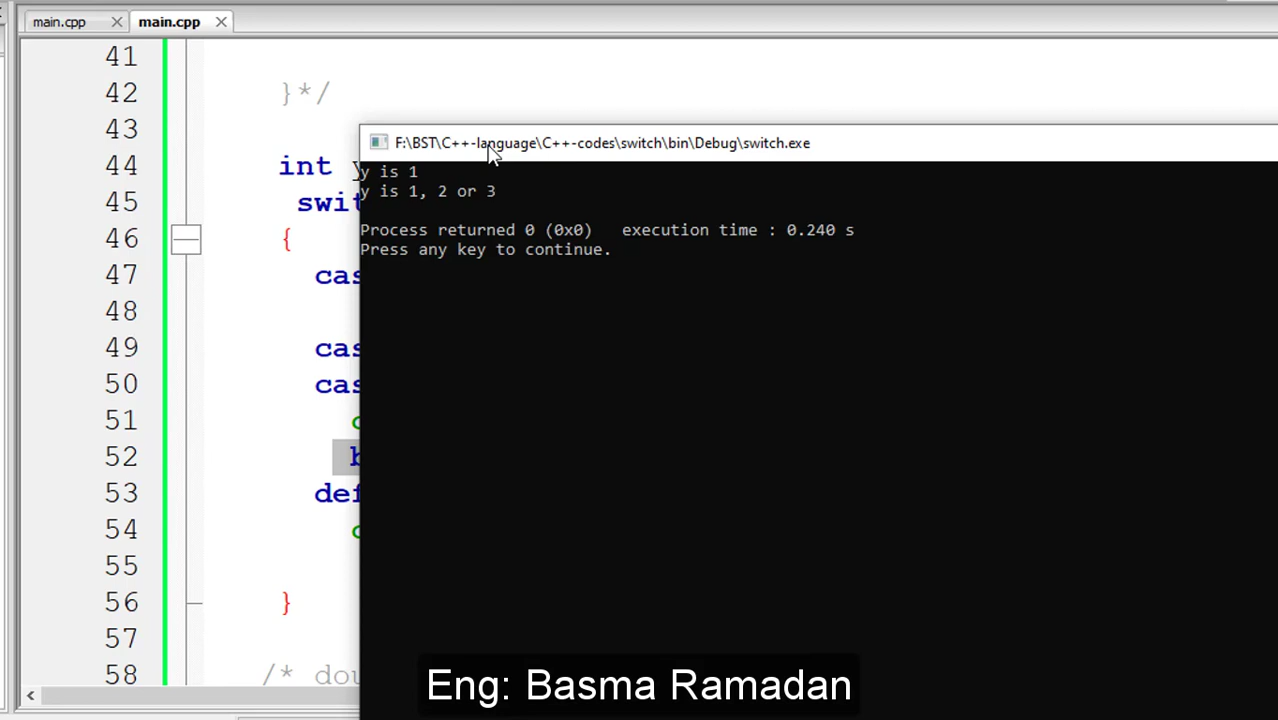 main.cpp main.cpp
F:\BST\C++-language\C++-codes\switch\bin\Debug\switch.exe
y is 1
y is 1, 2 or 3
Process returned 0 (0x0)   execution time : 0.240 s
Press any key to continue.
41
42 }*/
43
44 int
45 swit
46 {
47 cas
48
49 cas
50 cas
51 c
52 b
53 def
54 c
55
56 }
57
58 /* dou
Eng: Basma Ramadan